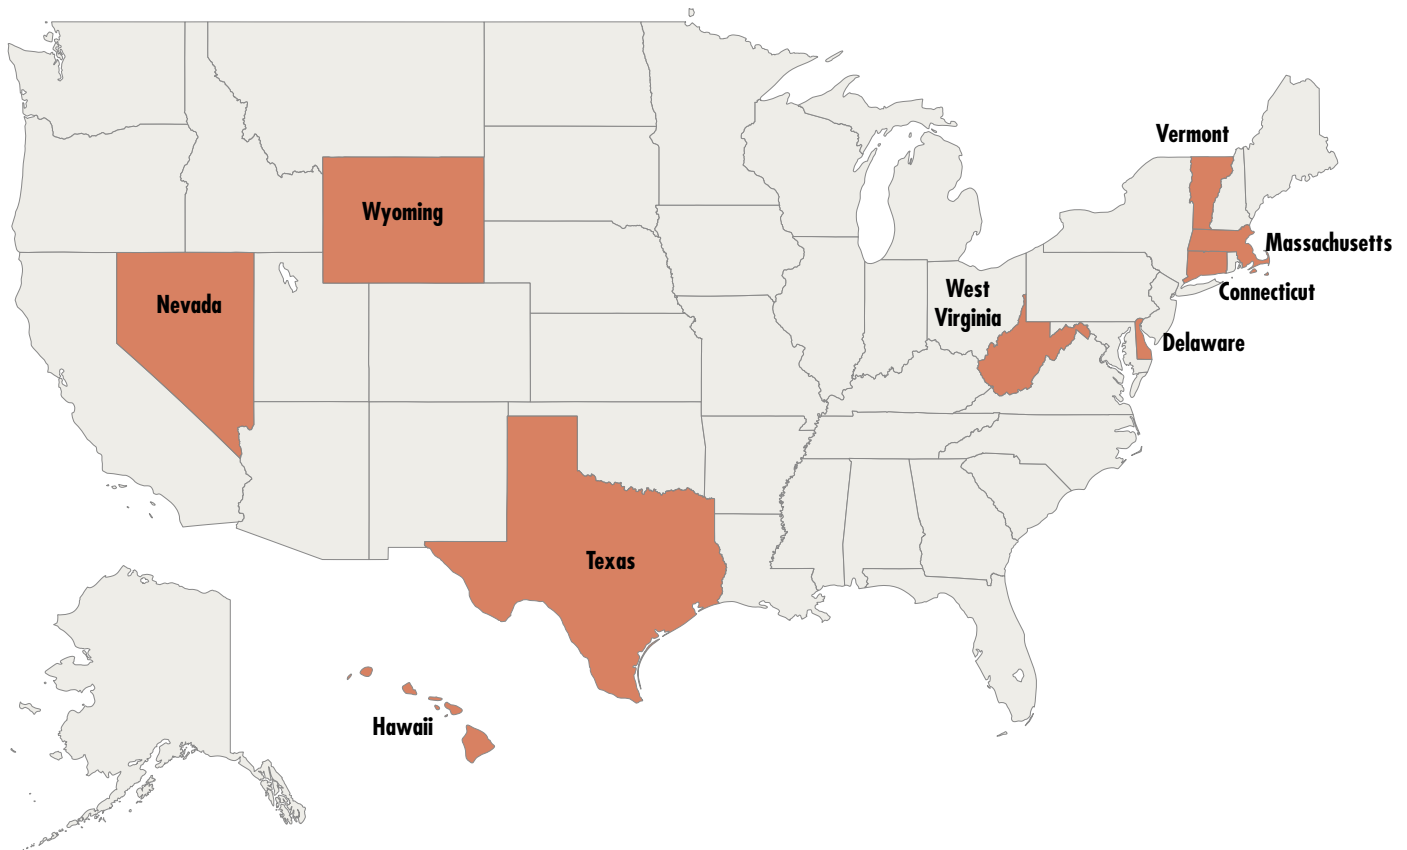 Vermont
Wyoming
Massachusetts
West
Virginia
Connecticut
Nevada
Delaware
Texas
Hawaii